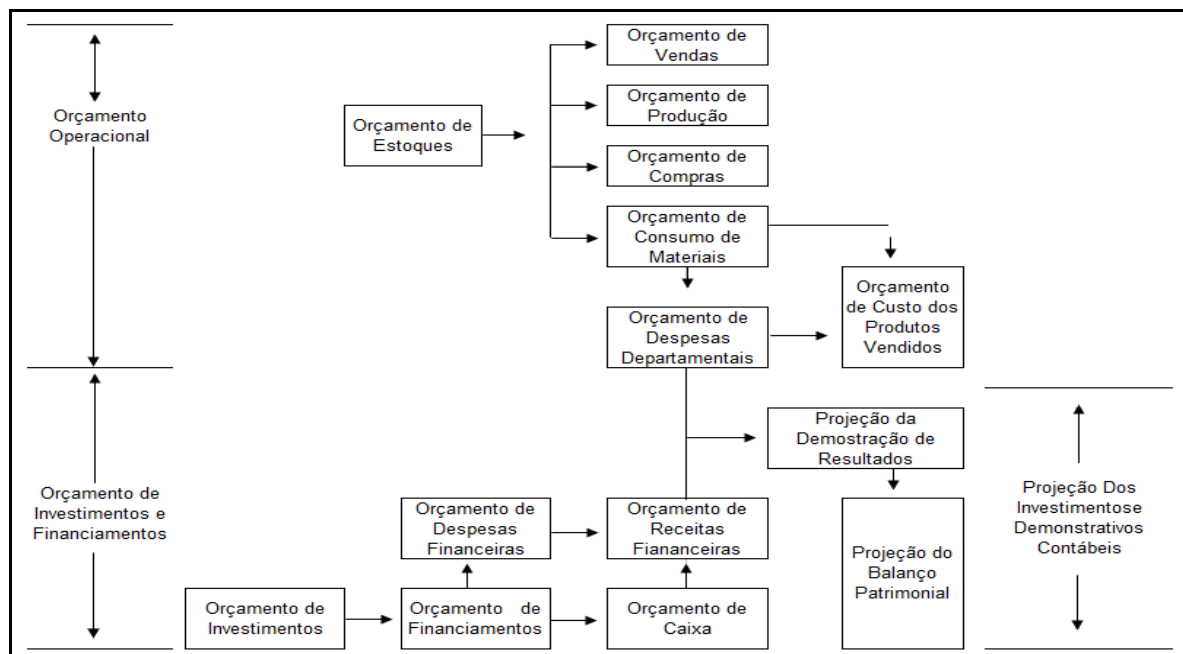 Orçamento de
Vendas
Orçamento
Operacional
Orçamento de
Produção
Orçamento de
Estoques
Orçamento de
Compras
Orçamento de
Consumo de
Materiais
Orçamento
de Custo dos
Produtos
Vendidos
Orçamento de
Despesas
Departamentais
Projeção da
Demostração de
Resultados
Orçamento de
Investimentos e
Financiamentos
Orçamento de
Despesas
Financeiras
Orçamento de
Receitas
Fiananceiras
Projeção Dos
Investimentose
Demonstrativos
Contábeis
Projeção do
Balanço
Patrimonial
Orçamento de
Investimentos
Orçamento de
Financiamentos
Orçamento de
Caixa